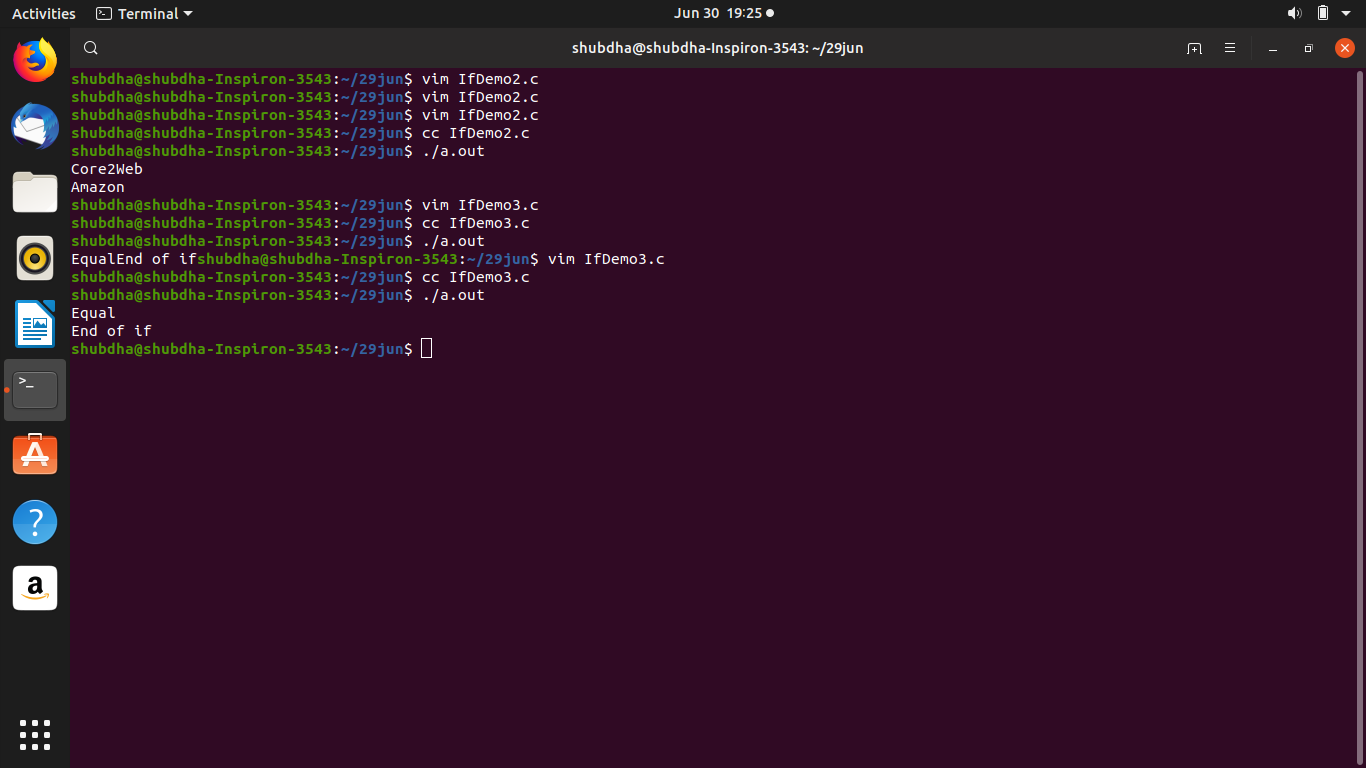 Activities Terminal Jun 30 19:25
shubdha@shubdha-Inspiron-3543: ~/29jun
shubdha@shubdha-Inspiron-3543:~/29jun$ vim IfDemo2.c
shubdha@shubdha-Inspiron-3543:~/29jun$ vim IfDemo2.c
shubdha@shubdha-Inspiron-3543:~/29jun$ vim IfDemo2.c
shubdha@shubdha-Inspiron-3543:~/29jun$ cc IfDemo2.c
shubdha@shubdha-Inspiron-3543:~/29jun$ ./a.out
Core2Web
Amazon
shubdha@shubdha-Inspiron-3543:~/29jun$ vim IfDemo3.c
shubdha@shubdha-Inspiron-3543:~/29jun$ cc IfDemo3.c
shubdha@shubdha-Inspiron-3543:~/29jun$ ./a.out
EqualEnd of ifshubdha@shubdha-Inspiron-3543:~/29jun$ vim IfDemo3.c
shubdha@shubdha-Inspiron-3543:~/29jun$ cc IfDemo3.c
shubdha@shubdha-Inspiron-3543:~/29jun$ ./a.out
Equal
End of if
shubdha@shubdha-Inspiron-3543:~/29jun$
>_
?
a